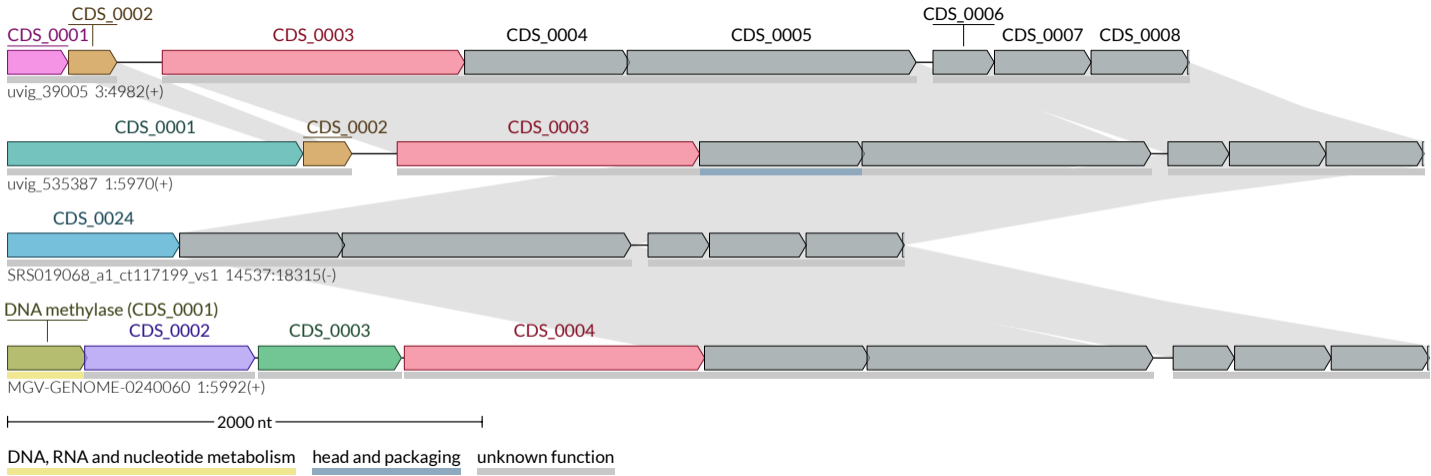 CDS_0002 CDS_0006
CDS_0001 CDS_0003 CDS_0004 CDS_0005 CDS_0007 CDS_0008
uvig_39005 3:4982(+)
CDS_0001 CDS_0002 CDS_0003
uvig_535387 1:5970(+)
CDS_0024
SRS019068_a1_ct117199_vs1 14537:18315(-)
DNA methylase (CDS_0001)
CDS_0002 CDS_0003 CDS_0004
MGV-GENOME-0240060 1:5992(+)
2000 nt
DNA, RNA and nucleotide metabolism head and packaging unknown function